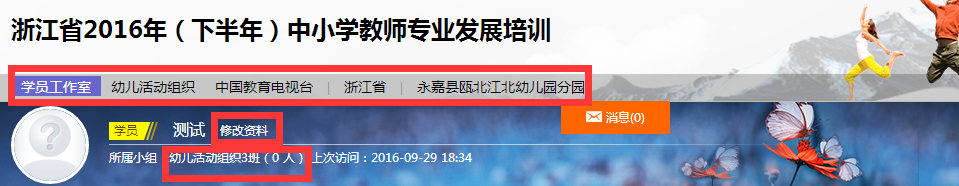 浙江省2016年（下半年）中小学教师专业发展培训
学员工作室 幼儿活动组织 中国教育电视台 | 浙江省 | 永嘉县瓯北江北幼儿园分园
消息(0)
学员 测试 修改资料
所属小组 幼儿活动组织3班（0 人） 上次访问：2016-09-29 18:34